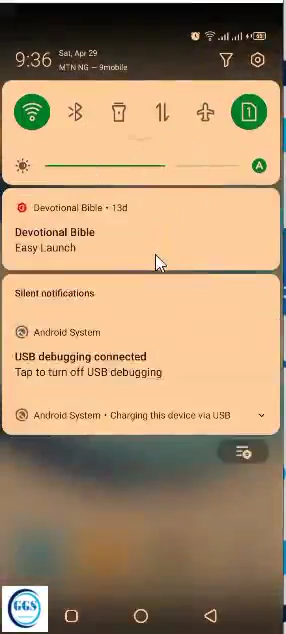 9:36
Sat, Apr 29
MTN NG — 9mobile
1
A
Devotional Bible • 13d
Devotional Bible
Easy Launch
Silent notifications
Android System
USB debugging connected
Tap to turn off USB debugging
Android System • Charging this device via USB
GGS